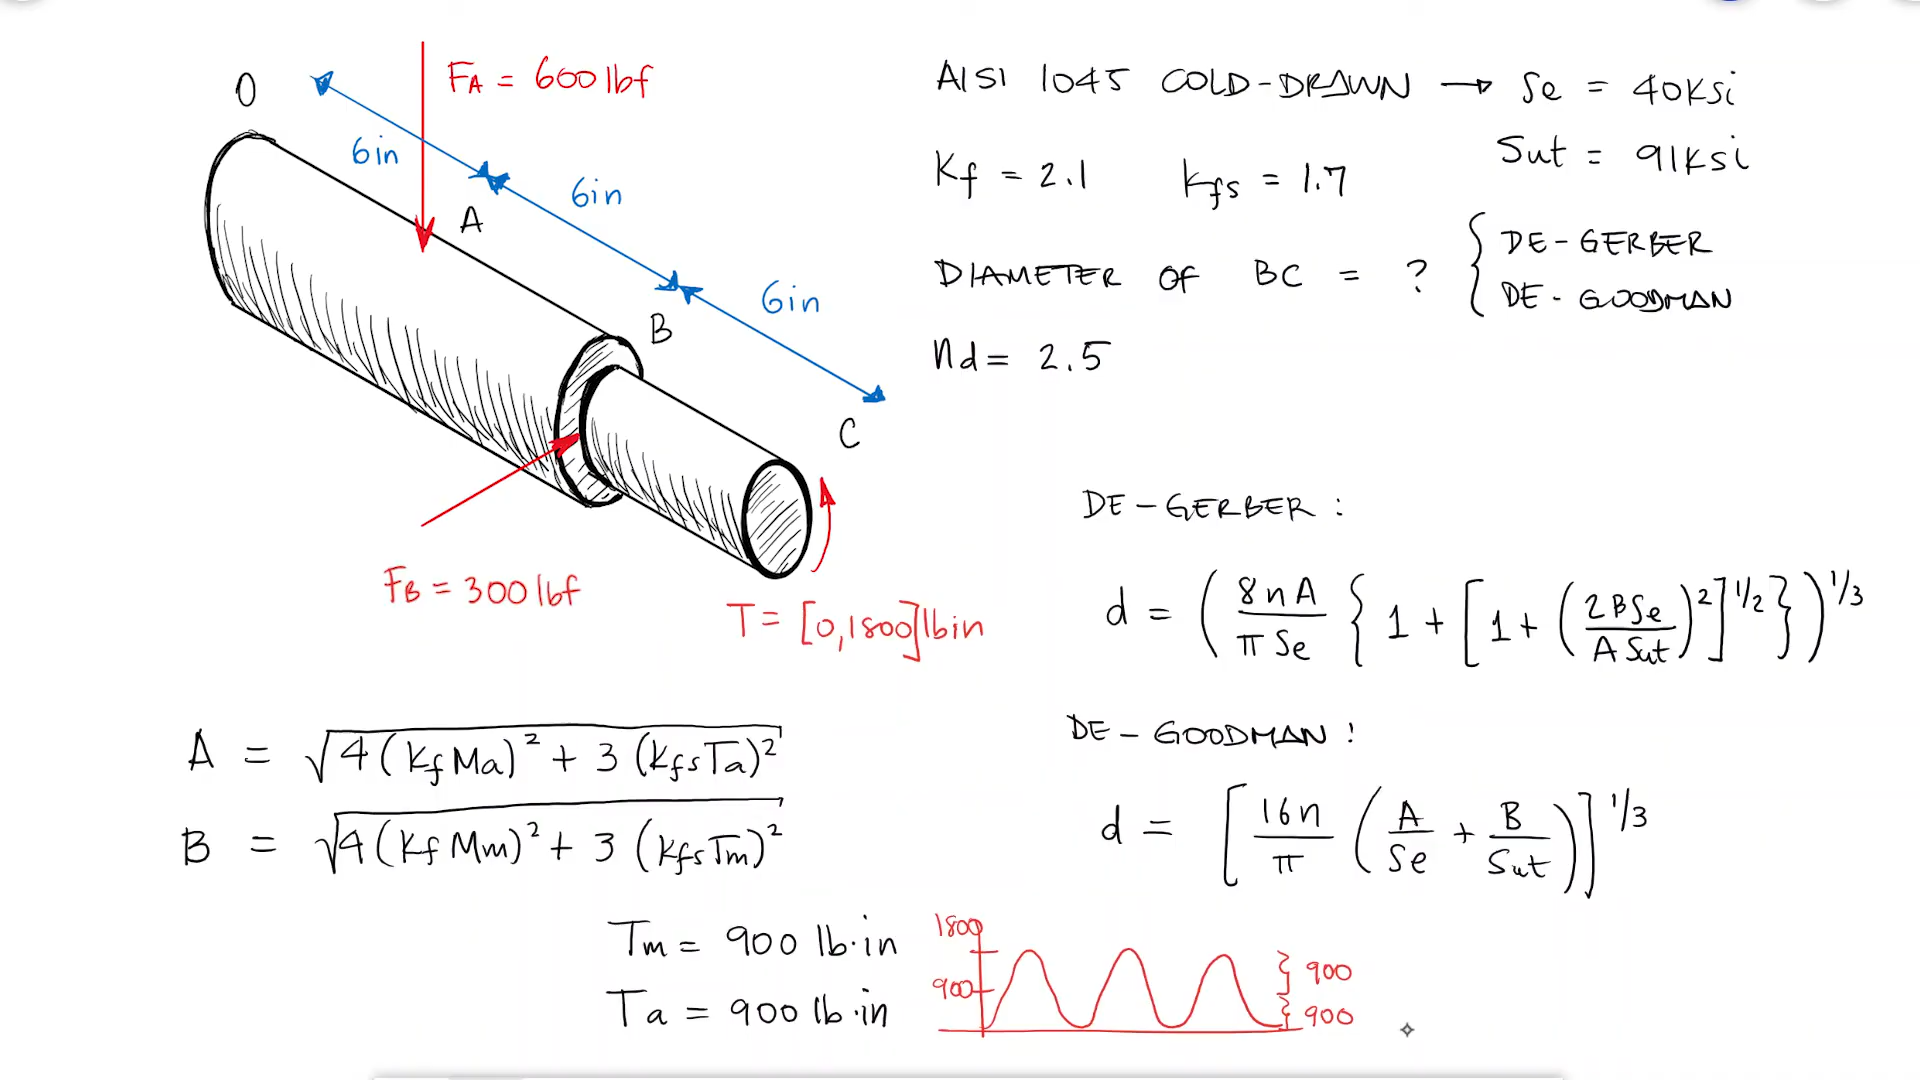 O
FA = 600 lbf
6in
A
6in
B
6in
C
FB = 300 lbf
T = [0,1800] lbin
AISI 1045 COLD-DRAWN → Se = 40ksi
Sut = 91ksi
Kf = 2.1 Kfs = 1.7
DIAMETER OF BC = ? { DE-GERBER
DE-GOODMAN
nd = 2.5
DE-GERBER :
d = ( 8nA / πSe { 1 + [ 1 + ( 2BSe / ASut )² ]^1/2 } )^1/3
A = √4(KfMa)² + 3(KfsTa)²
B = √4(KfMm)² + 3(KfsTm)²
DE-GOODMAN :
d = [ 16n / π ( A / Se + B / Sut ) ]^1/3
Tm = 900 lb·in
Ta = 900 lb·in
1800
900
} 900
} 900